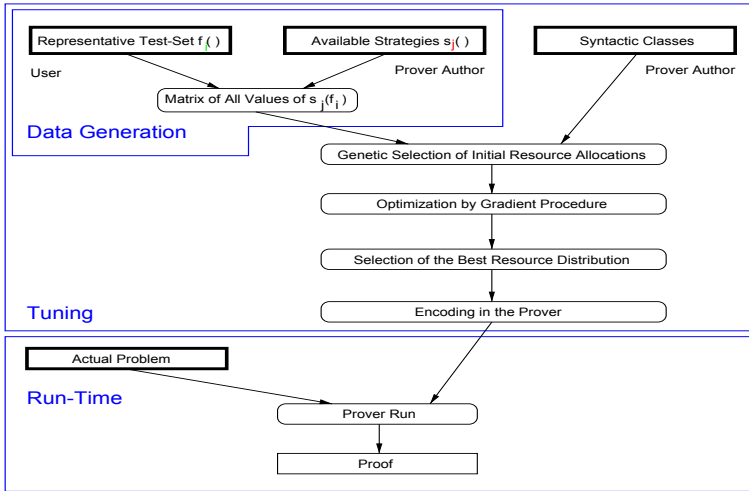 Representative Test-Set f i ( )
Available Strategies s j ( )
Syntactic Classes
User
Prover Author
Prover Author
Matrix of All Values of s j (f i )
Data Generation
Genetic Selection of Initial Resource Allocations
Optimization by Gradient Procedure
Selection of the Best Resource Distribution
Tuning
Encoding in the Prover
Actual Problem
Run-Time
Prover Run
Proof